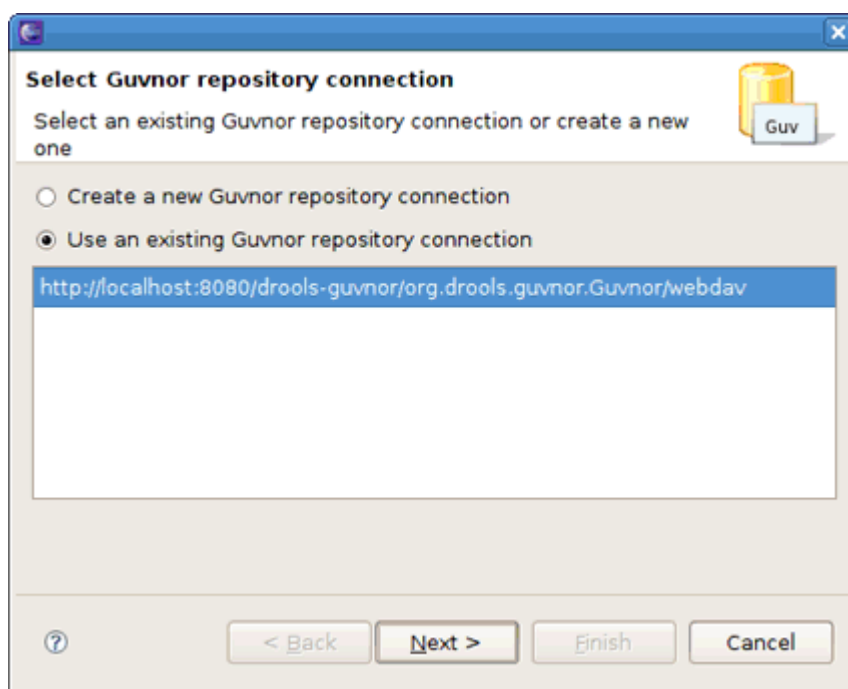 Select Guvnor repository connection
Select an existing Guvnor repository connection or create a new
one
Guv
Create a new Guvnor repository connection
Use an existing Guvnor repository connection
http://localhost:8080/drools-guvnor/org.drools.guvnor.Guvnor/webdav
?
< Back
Next >
Finish
Cancel